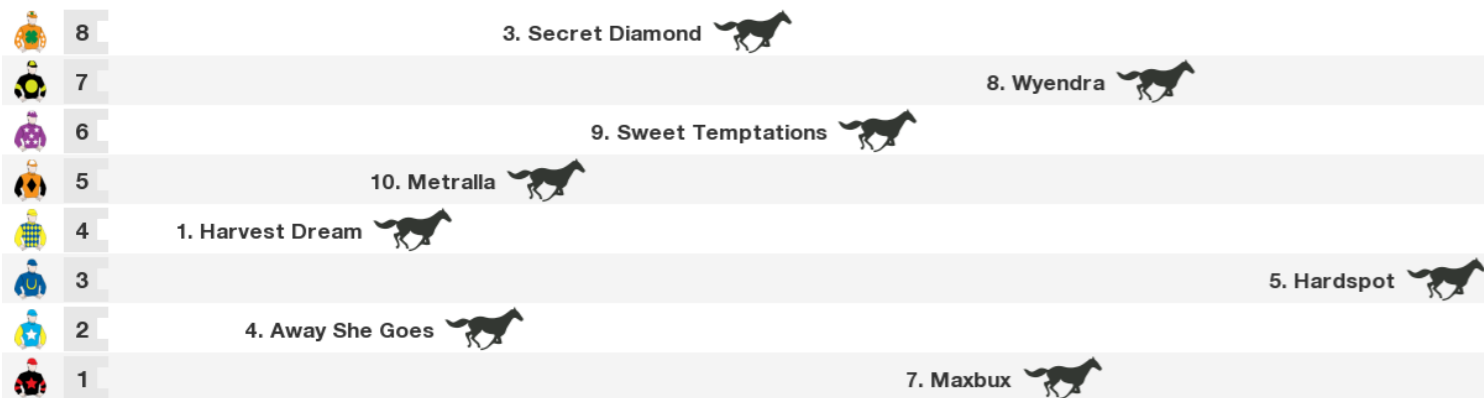 8 3. Secret Diamond
7 8. Wyendra
6 9. Sweet Temptations
5 10. Metralla
4 1. Harvest Dream
3 5. Hardspot
2 4. Away She Goes
1 7. Maxbux